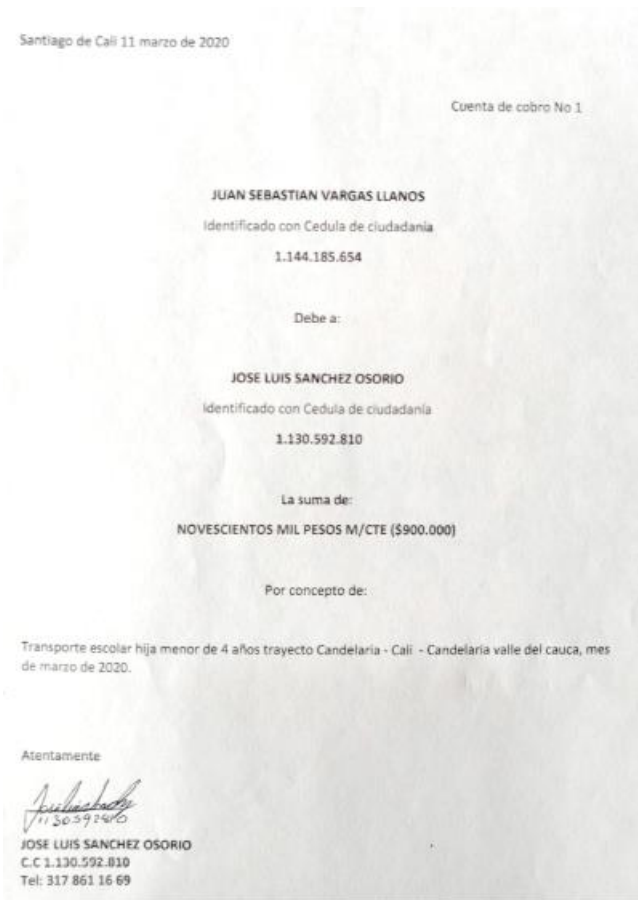 Santiago de Cali 11 marzo de 2020
Cuenta de cobro No 1
JUAN SEBASTIAN VARGAS LLANOS
Identificado con Cedula de ciudadanía
1.144.185.654
Debe a:
JOSE LUIS SANCHEZ OSORIO
Identificado con Cedula de ciudadanía
1.130.592.810
La suma de:
NOVESCIENTOS MIL PESOS M/CTE ($900.000)
Por concepto de:
Transporte escolar hija menor de 4 años trayecto Candelaria - Cali - Candelaria valle del cauca, mes
de marzo de 2020.
Atentamente
1130592810
JOSE LUIS SANCHEZ OSORIO
C.C 1.130.592.810
Tel: 317 861 16 69